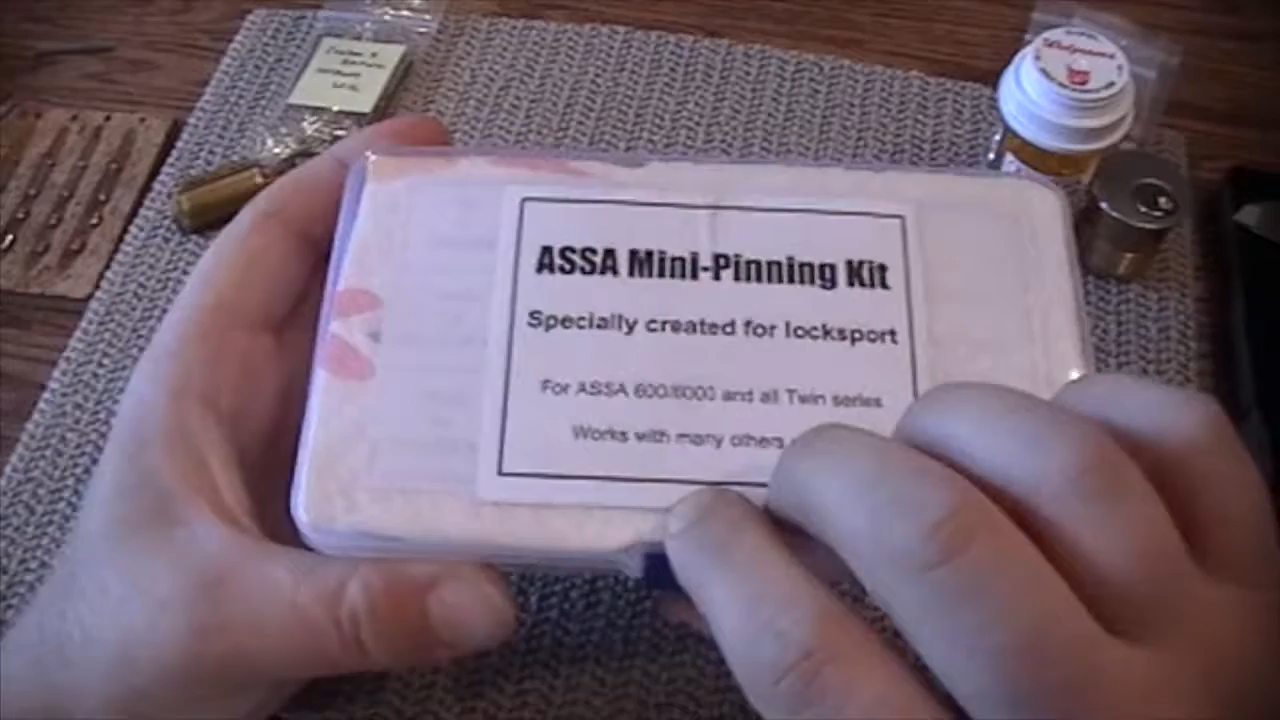 ASSA Mini-Pinning Kit
Specially created for locksport
For ASSA 600/6000 and all Twin series
Works with many others
Walgreens